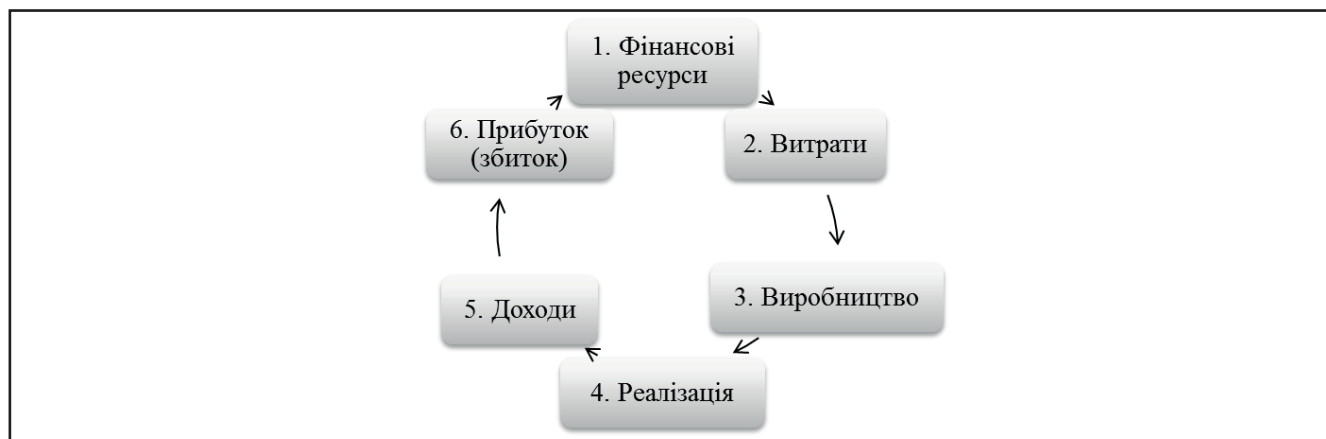 1. Фінансові
ресурси
2. Витрати
3. Виробництво
4. Реалізація
5. Доходи
6. Прибуток
(збиток)